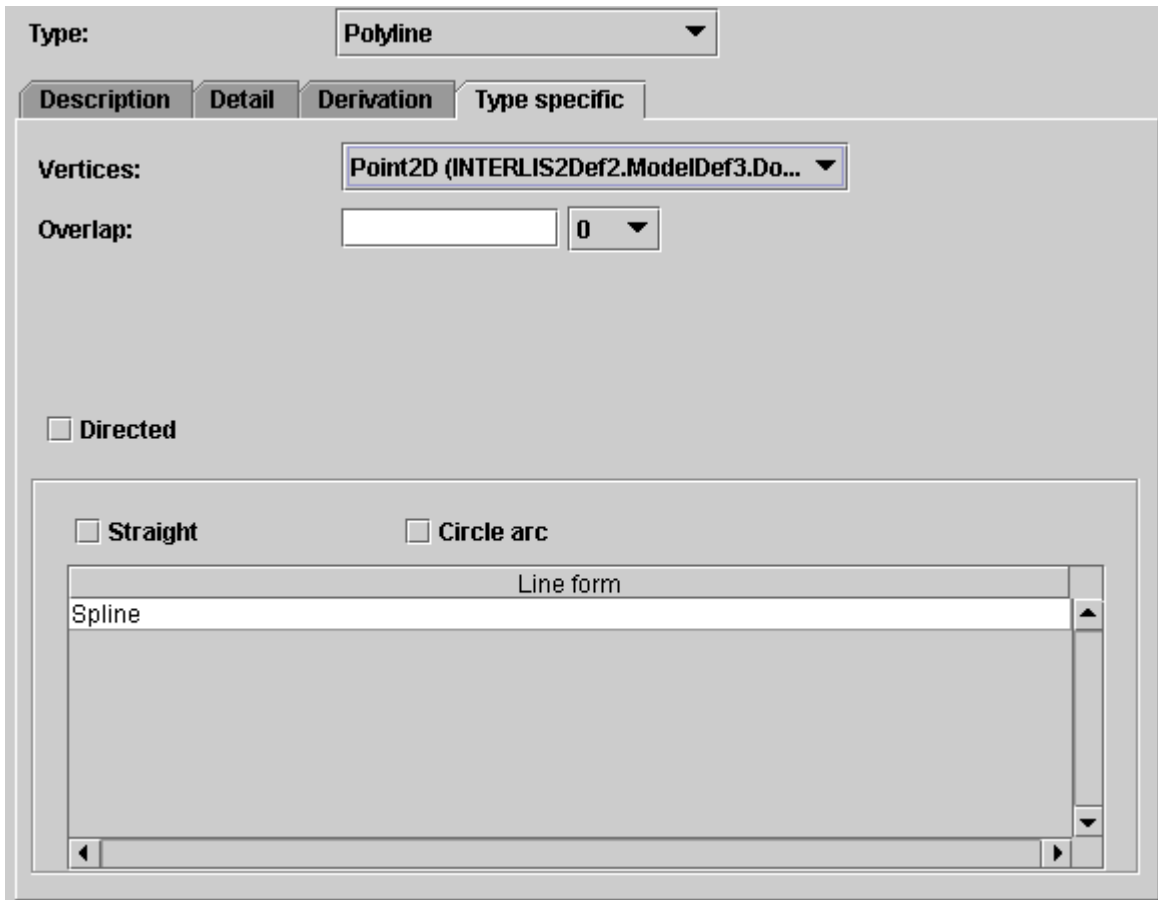 Type: Polyline
Description Detail Derivation Type specific
Vertices: Point2D (INTERLIS2Def2.ModelDef3.Do...
Overlap: 0
Directed
Straight Circle arc
Line form
Spline